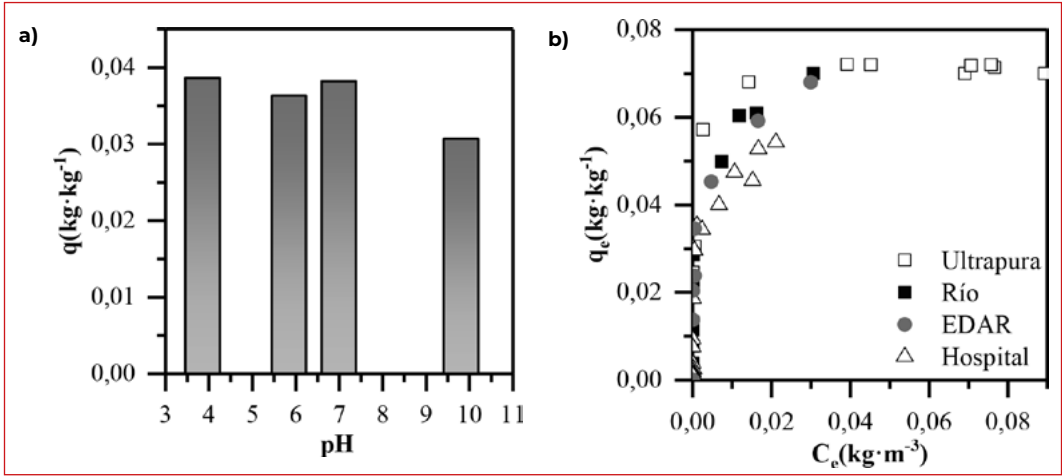 a)
q(kg·kg⁻¹)
0,04
0,03
0,02
0,01
0,00
3 4 5 6 7 8 9 10 11
pH
b)
qₑ(kg·kg⁻¹)
0,08
0,06
0,04
0,02
0,00
Ultrapura
Río
EDAR
Hospital
0,00 0,02 0,04 0,06 0,08
Cₑ(kg·m⁻³)